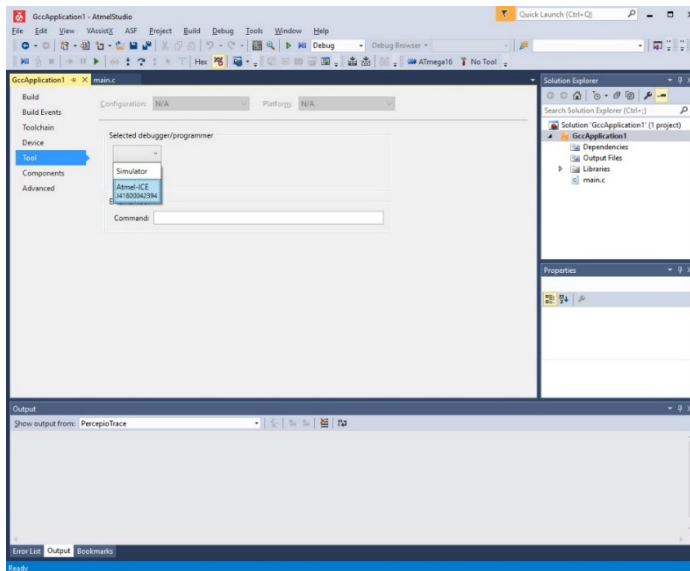 GccApplication1 - AtmelStudio
Quick Launch (Ctrl+Q)
File Edit View VAssistX ASF Project Build Debug Tools Window Help
Debug Debug Browser
Hex ATmega16 No Tool
GccApplication1 main.c
Build
Build Events
Toolchain
Device
Tool
Components
Advanced
Configuration: N/A Platform: N/A
Selected debugger/programmer
Simulator
Atmel-ICE
J41800042394
Command:
Solution Explorer
Search Solution Explorer (Ctrl+;)
Solution 'GccApplication1' (1 project)
GccApplication1
Dependencies
Output Files
Libraries
main.c
Properties
Output
Show output from: PercepioTrace
Error List Output Bookmarks
Ready